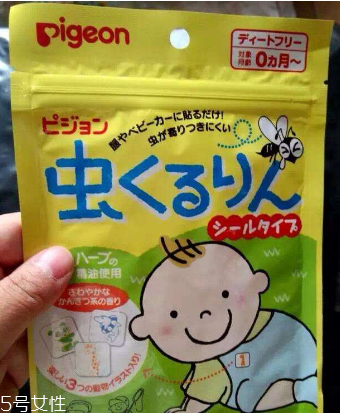 Pigeon
ディートフリー
対象月齢 0ヵ月~
服やベビーカーに貼るだけ!
虫が寄りつきにくい
ピジョン
虫くるりん
シールタイプ
ハーブの
精油使用
さわやかな
かんきつ系の香り
楽しい3つの動物イラスト入り!
5号女性